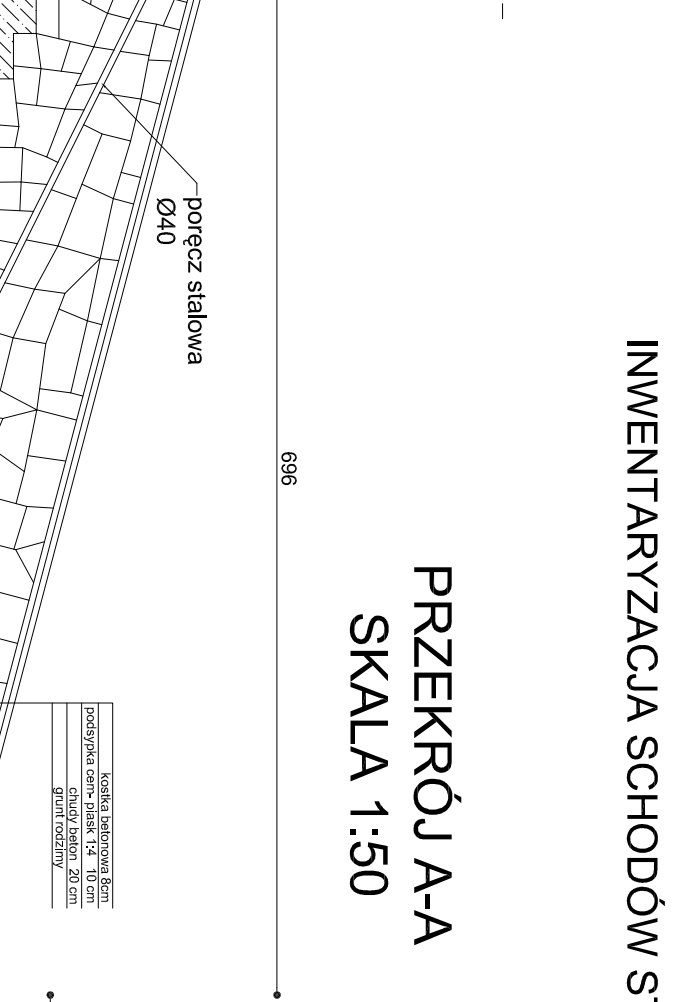 INWENTARYZACJA SCHODÓW
PRZEKRÓJ A-A
SKALA 1:50
696
poręcz stalowa
Ø40
kostka betonowa 8cm
podsypka cem- piask 1:4 10 cm
chudy beton 20 cm
grunt rodzimy